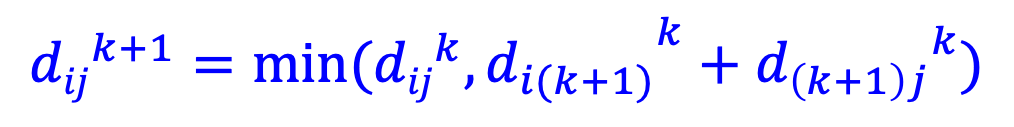 d_{ij}^{k+1} = min(d_{ij}^{k}, d_{i(k+1)}^{k} + d_{(k+1)j}^{k})